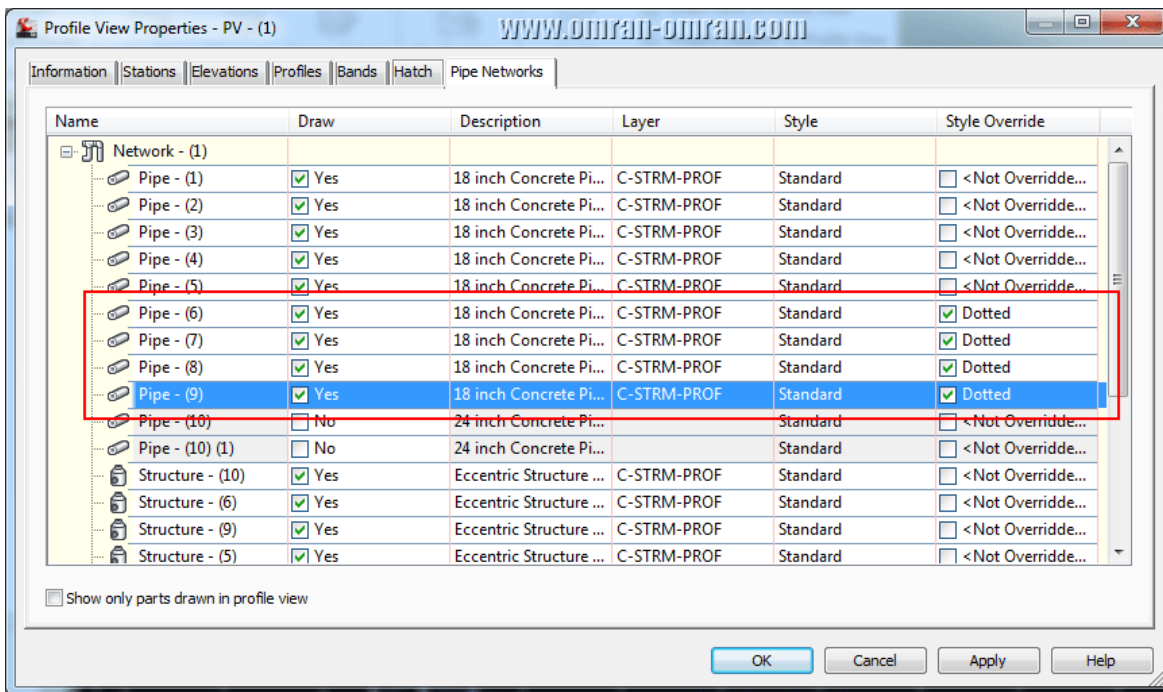 Profile View Properties - PV - (1)
www.omran-omran.com
Information Stations Elevations Profiles Bands Hatch Pipe Networks
Name Draw Description Layer Style Style Override
Network - (1)
Pipe - (1) Yes 18 inch Concrete Pi... C-STRM-PROF Standard <Not Overridde...
Pipe - (2) Yes 18 inch Concrete Pi... C-STRM-PROF Standard <Not Overridde...
Pipe - (3) Yes 18 inch Concrete Pi... C-STRM-PROF Standard <Not Overridde...
Pipe - (4) Yes 18 inch Concrete Pi... C-STRM-PROF Standard <Not Overridde...
Pipe - (5) Yes 18 inch Concrete Pi... C-STRM-PROF Standard <Not Overridde...
Pipe - (6) Yes 18 inch Concrete Pi... C-STRM-PROF Standard Dotted
Pipe - (7) Yes 18 inch Concrete Pi... C-STRM-PROF Standard Dotted
Pipe - (8) Yes 18 inch Concrete Pi... C-STRM-PROF Standard Dotted
Pipe - (9) Yes 18 inch Concrete Pi... C-STRM-PROF Standard Dotted
Pipe - (10) No 24 inch Concrete Pi... Standard <Not Overridde...
Pipe - (10) (1) No 24 inch Concrete Pi... Standard <Not Overridde...
Structure - (10) Yes Eccentric Structure ... C-STRM-PROF Standard <Not Overridde...
Structure - (6) Yes Eccentric Structure ... C-STRM-PROF Standard <Not Overridde...
Structure - (9) Yes Eccentric Structure ... C-STRM-PROF Standard <Not Overridde...
Structure - (5) Yes Eccentric Structure ... C-STRM-PROF Standard <Not Overridde...
Show only parts drawn in profile view
OK Cancel Apply Help